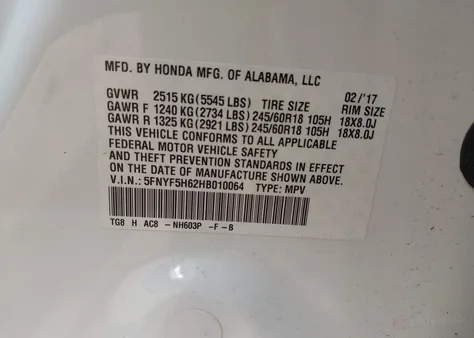 MFD. BY HONDA MFG. OF ALABAMA, LLC
02/'17
GVWR 2515 KG (5545 LBS) TIRE SIZE RIM SIZE
GAWR F 1240 KG (2734 LBS) 245/60R18 105H 18X8.0J
GAWR R 1325 KG (2921 LBS) 245/60R18 105H 18X8.0J
THIS VEHICLE CONFORMS TO ALL APPLICABLE
FEDERAL MOTOR VEHICLE SAFETY
AND THEFT PREVENTION STANDARDS IN EFFECT
ON THE DATE OF MANUFACTURE SHOWN ABOVE.
V.I.N.: 5FNYF5H62HB010064 TYPE: MPV
TG8 H AC8 - NH603P - F - B